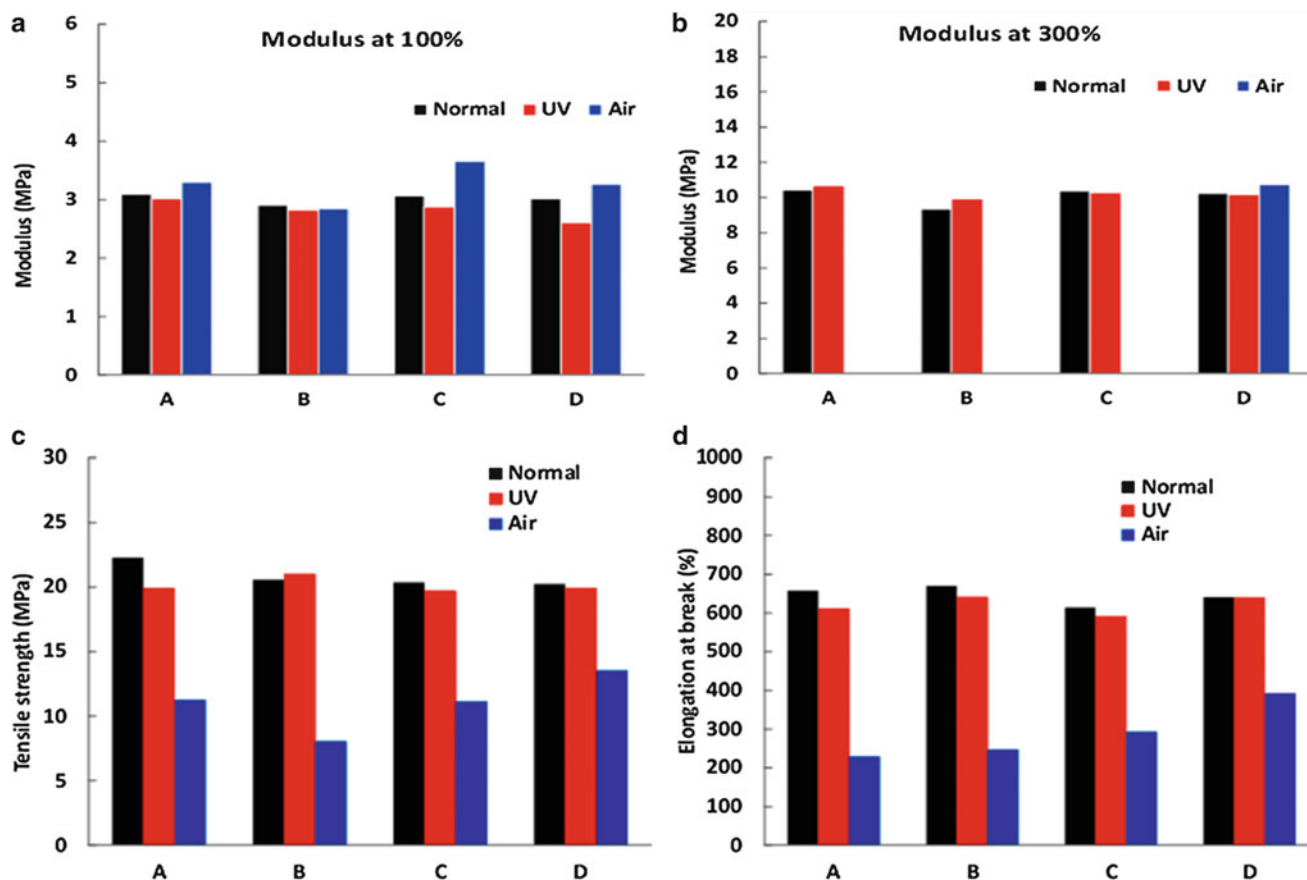 a
Modulus at 100%
Normal UV Air
Modulus (MPa)
6
5
4
3
2
1
0
A B C D
b
Modulus at 300%
Normal UV Air
Modulus (MPa)
20
18
16
14
12
10
8
6
4
2
0
A B C D
c
Normal
UV
Air
Tensile strength (MPa)
30
25
20
15
10
5
0
A B C D
d
Normal
UV
Air
Elongation at break (%)
1000
900
800
700
600
500
400
300
200
100
0
A B C D